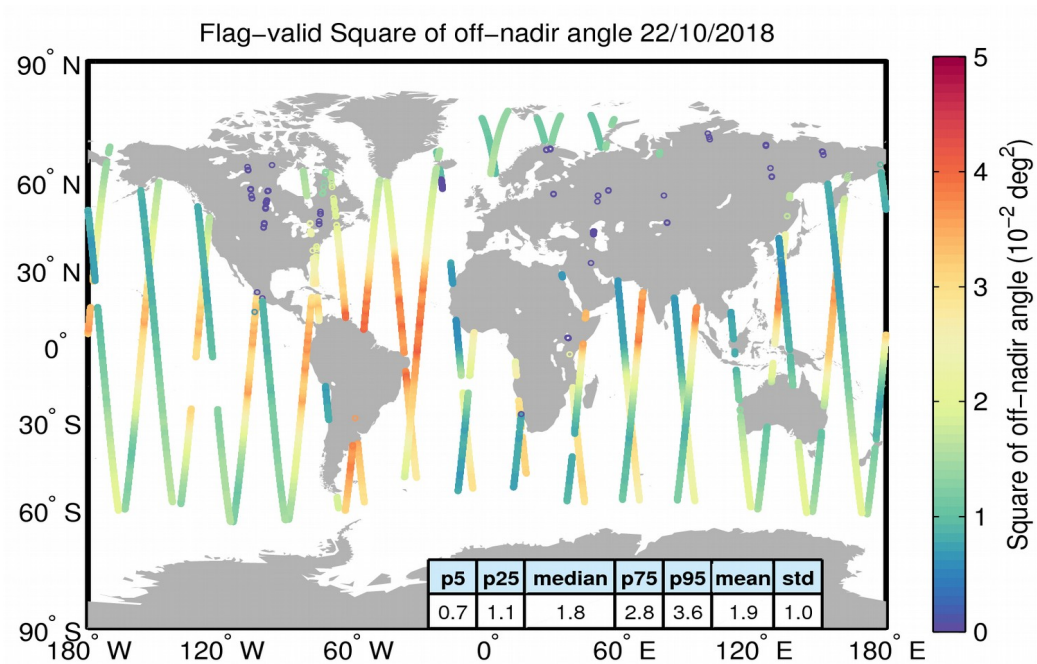 Flag-valid Square of off-nadir angle 22/10/2018
90° N
60° N
30° N
0°
30° S
60° S
90° S
180° W
120° W
60° W
0°
60° E
120° E
180° E
p5 p25 median p75 p95 mean std
0.7 1.1 1.8 2.8 3.6 1.9 1.0
5
4
3
2
1
0
Square of off-nadir angle (10⁻² deg²)